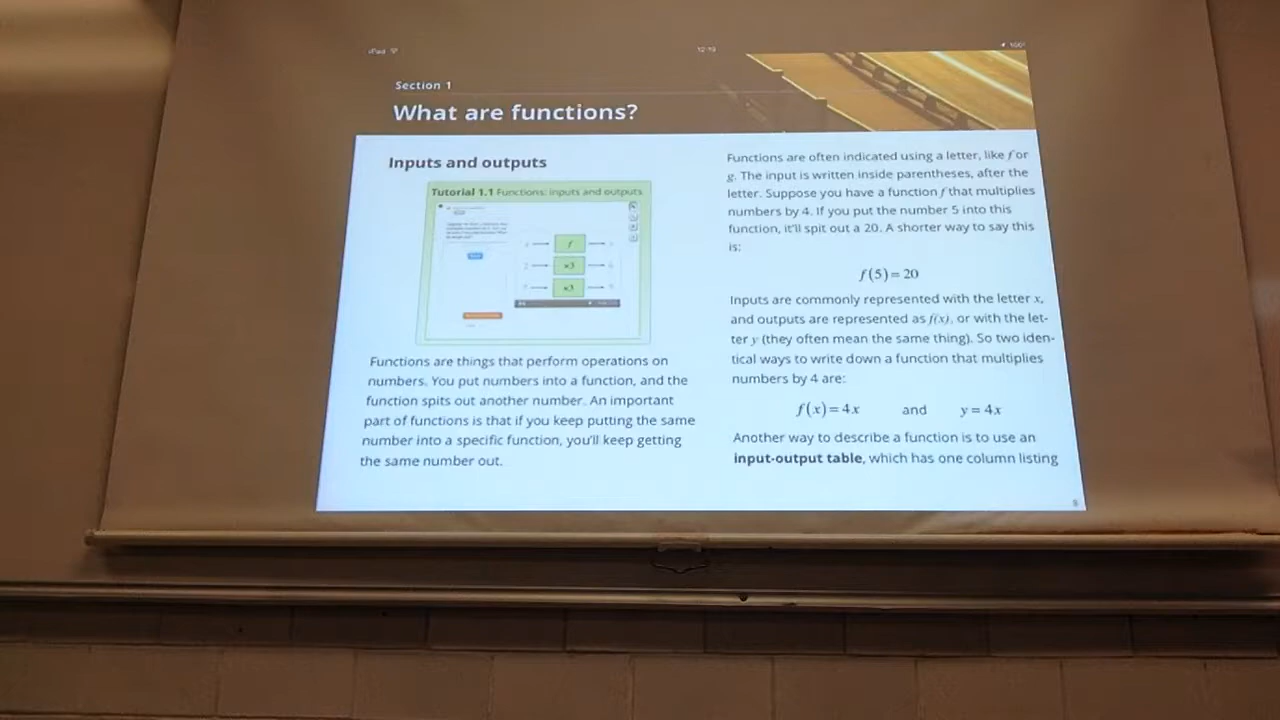 iPad
12:19
100%
Section 1
What are functions?
Inputs and outputs
Tutorial 1.1 Functions: inputs and outputs
f
×3
×3
Functions are things that perform operations on
numbers. You put numbers into a function, and the
function spits out another number. An important
part of functions is that if you keep putting the same
number into a specific function, you'll keep getting
the same number out.
Functions are often indicated using a letter, like f or
g. The input is written inside parentheses, after the
letter. Suppose you have a function f that multiplies
numbers by 4. If you put the number 5 into this
function, it'll spit out a 20. A shorter way to say this
is:
f(5)=20
Inputs are commonly represented with the letter x,
and outputs are represented as f(x), or with the let-
ter y (they often mean the same thing). So two iden-
tical ways to write down a function that multiplies
numbers by 4 are:
f(x)=4x and y=4x
Another way to describe a function is to use an
input-output table, which has one column listing